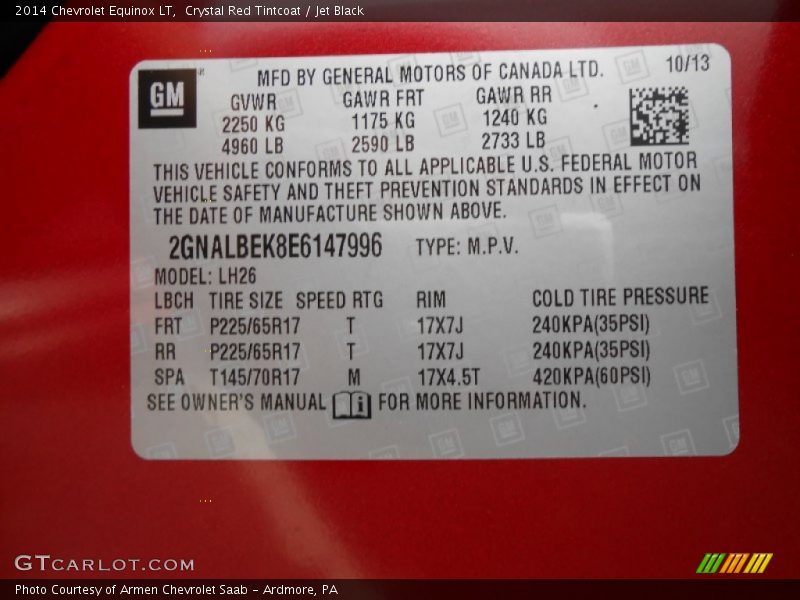 2014 Chevrolet Equinox LT, Crystal Red Tintcoat / Jet Black
GM MFD BY GENERAL MOTORS OF CANADA LTD. 10/13
GVWR GAWR FRT GAWR RR
2250 KG 1175 KG 1240 KG
4960 LB 2590 LB 2733 LB
THIS VEHICLE CONFORMS TO ALL APPLICABLE U.S. FEDERAL MOTOR
VEHICLE SAFETY AND THEFT PREVENTION STANDARDS IN EFFECT ON
THE DATE OF MANUFACTURE SHOWN ABOVE.
2GNALBEK8E6147996 TYPE: M.P.V.
MODEL: LH26
LBCH TIRE SIZE SPEED RTG RIM COLD TIRE PRESSURE
FRT P225/65R17 T 17X7J 240KPA(35PSI)
RR P225/65R17 T 17X7J 240KPA(35PSI)
SPA T145/70R17 M 17X4.5T 420KPA(60PSI)
SEE OWNER'S MANUAL i FOR MORE INFORMATION.
GTCARLOT.COM
Photo Courtesy of Armen Chevrolet Saab - Ardmore, PA